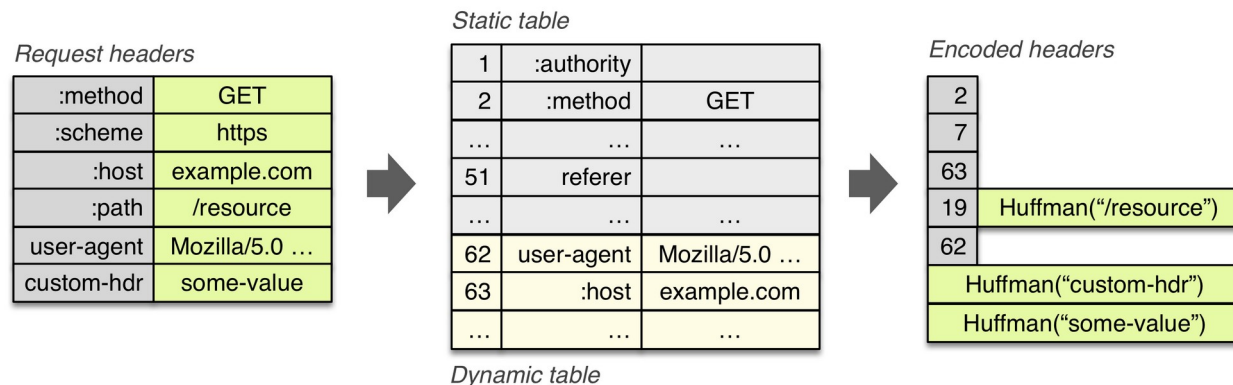 Request headers
:method GET
:scheme https
:host example.com
:path /resource
user-agent Mozilla/5.0 ...
custom-hdr some-value
Static table
1 :authority
2 :method GET
... ... ...
51 referer
... ... ...
62 user-agent Mozilla/5.0 ...
63 :host example.com
... ... ...
Dynamic table
Encoded headers
2
7
63
19 Huffman(“/resource”)
62
Huffman(“custom-hdr”)
Huffman(“some-value”)